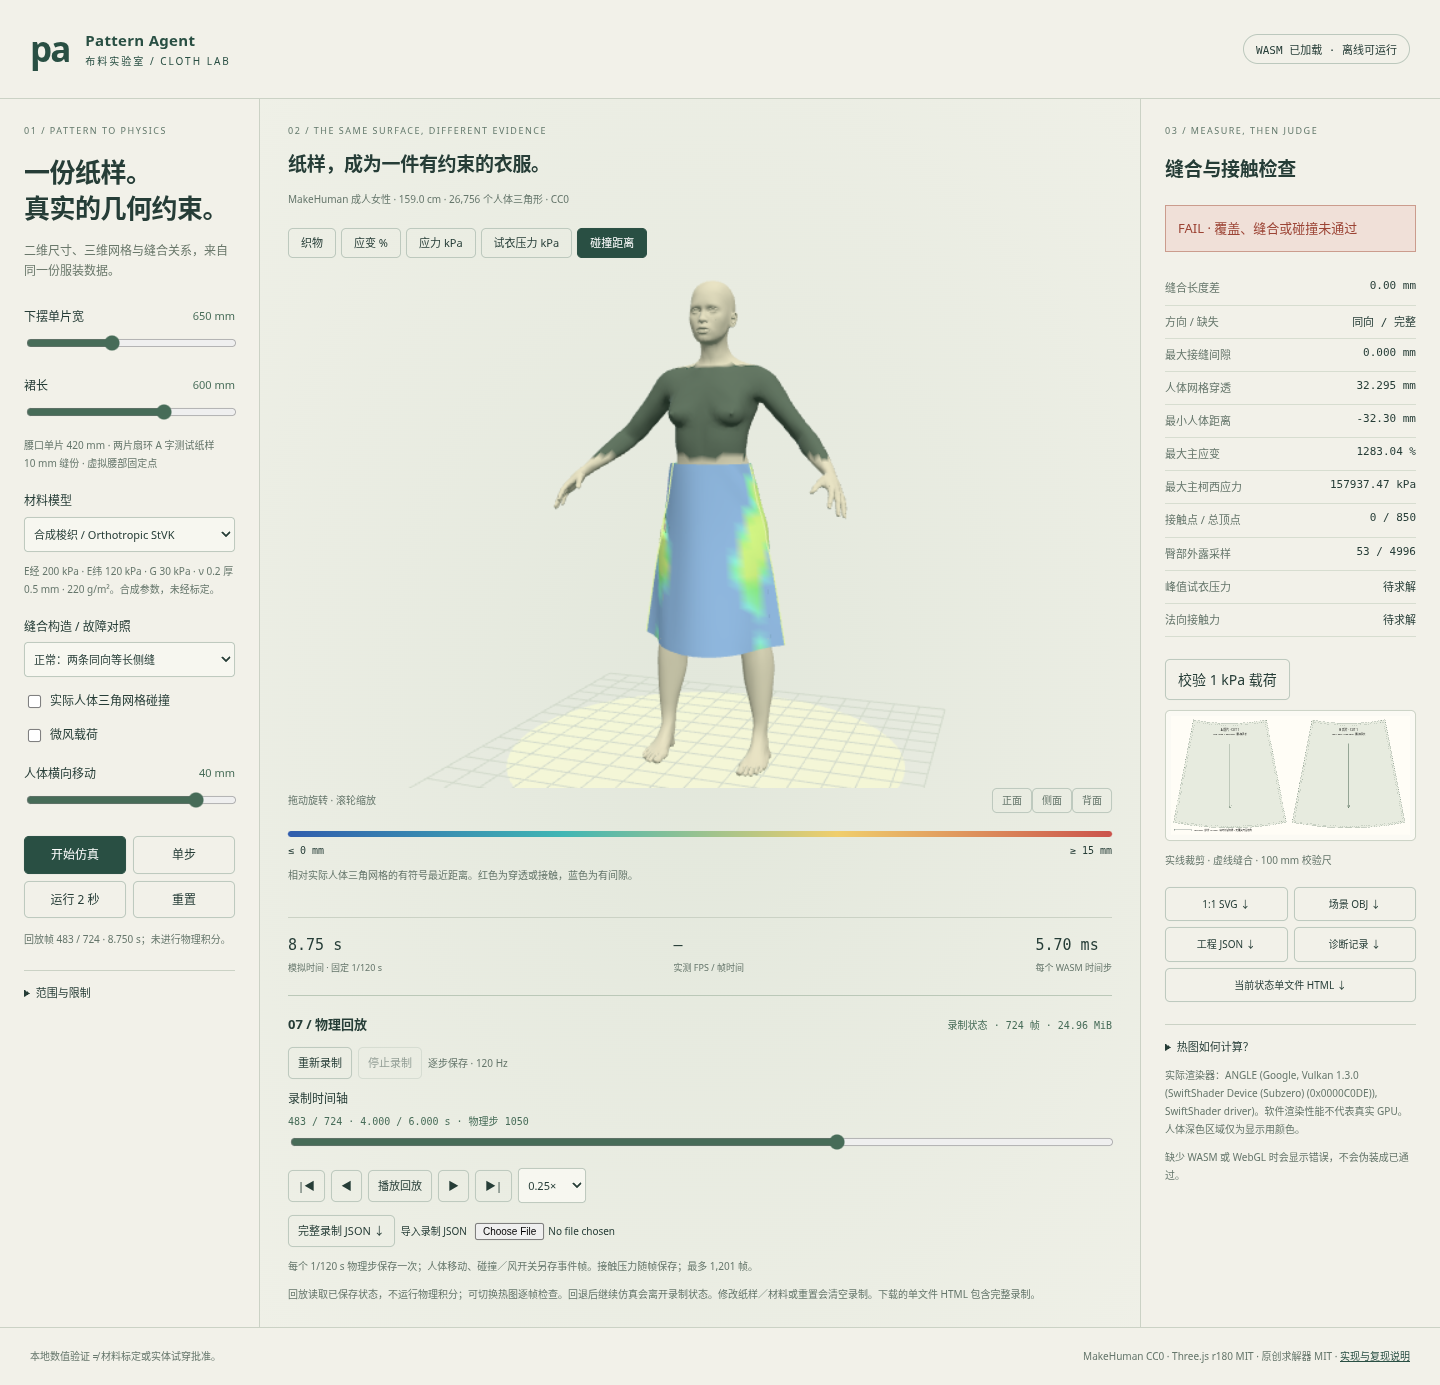 pa
Pattern Agent
布料实验室 / CLOTH LAB
WASM 已加载 · 离线可运行
01 / PATTERN TO PHYSICS
一份纸样。
真实的几何约束。
二维尺寸、三维网格与缝合关系，来自
同一份服装数据。
下摆单片宽 650 mm
裙长 600 mm
腰口单片 420 mm · 两片扇环 A 字测试纸样
10 mm 缝份 · 虚拟腰部固定点
材料模型
合成梭织 / Orthotropic StVK
E经 200 kPa · E纬 120 kPa · G 30 kPa · ν 0.2 厚
0.5 mm · 220 g/m²。合成参数，未经标定。
缝合构造 / 故障对照
正常：两条同向等长侧缝
实际人体三角网格碰撞
微风载荷
人体横向移动 40 mm
开始仿真 单步
运行 2 秒 重置
回放帧 483 / 724 · 8.750 s；未进行物理积分。
范围与限制
02 / THE SAME SURFACE, DIFFERENT EVIDENCE
纸样，成为一件有约束的衣服。
MakeHuman 成人女性 · 159.0 cm · 26,756 个人体三角形 · CC0
织物 应变 % 应力 kPa 试衣压力 kPa 碰撞距离
拖动旋转 · 滚轮缩放
正面 侧面 背面
≤ 0 mm ≥ 15 mm
相对实际人体三角网格的有符号最近距离。红色为穿透或接触，蓝色为有间隙。
8.75 s — 5.70 ms
模拟时间 · 固定 1/120 s 实测 FPS / 帧时间 每个 WASM 时间步
07 / 物理回放
录制状态 · 724 帧 · 24.96 MiB
重新录制 停止录制 逐步保存 · 120 Hz
录制时间轴
483 / 724 · 4.000 / 6.000 s · 物理步 1050
|◀ ◀ 播放回放 ▶ ▶| 0.25×
完整录制 JSON ↓ 导入录制 JSON Choose File No file chosen
每个 1/120 s 物理步保存一次；人体移动、碰撞／风开关另存事件帧。接触压力随帧保存；最多 1,201 帧。
回放读取已保存状态，不运行物理积分；可切换热图逐帧检查。回退后继续仿真会离开录制状态。修改纸样／材料或重置会清空录制。下载的单文件 HTML 包含完整录制。
03 / MEASURE, THEN JUDGE
缝合与接触检查
FAIL · 覆盖、缝合或碰撞未通过
缝合长度差 0.00 mm
方向 / 缺失 同向 / 完整
最大接缝间隙 0.000 mm
人体网格穿透 32.295 mm
最小人体距离 -32.30 mm
最大主应变 1283.04 %
最大主柯西应力 157937.47 kPa
接触点 / 总顶点 0 / 850
臀部外露采样 53 / 4996
峰值试衣压力 待求解
法向接触力 待求解
校验 1 kPa 载荷
实线裁剪 · 虚线缝合 · 100 mm 校验尺
1:1 SVG ↓ 场景 OBJ ↓
工程 JSON ↓ 诊断记录 ↓
当前状态单文件 HTML ↓
热图如何计算？
实际渲染器：ANGLE (Google, Vulkan 1.3.0
(SwiftShader Device (Subzero) (0x0000C0DE)),
SwiftShader driver)。软件渲染性能不代表真实 GPU。
人体深色区域仅为显示用颜色。
缺少 WASM 或 WebGL 时会显示错误，不会伪装成已通
过。
本地数值验证 ≠ 材料标定或实体试穿批准。
MakeHuman CC0 · Three.js r180 MIT · 原创求解器 MIT · 实现与复现说明